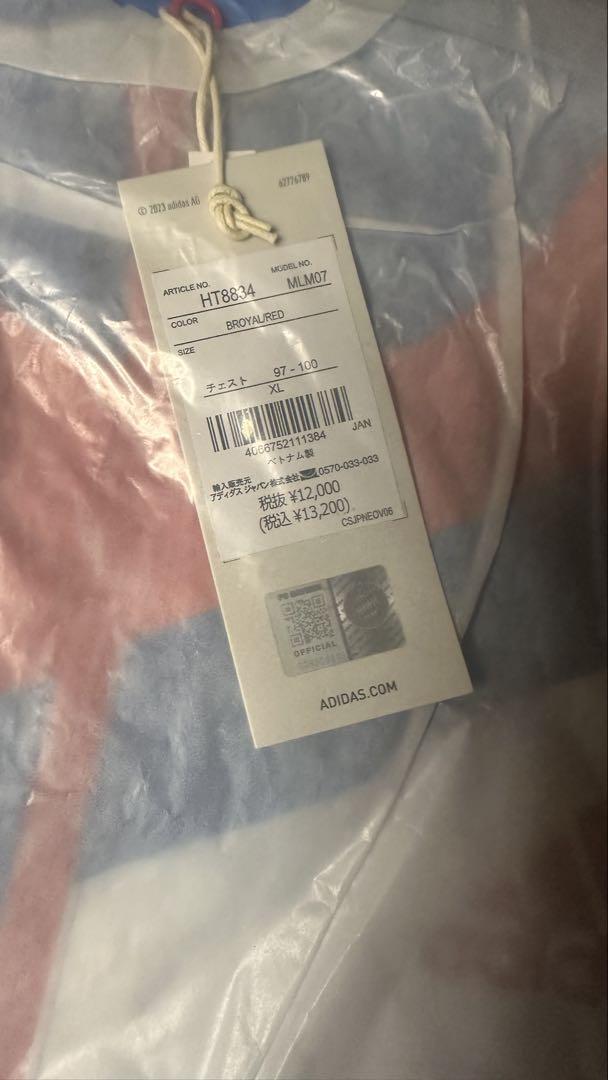 © 2023 adidas AG
62776789
ARTICLE NO.
MODEL NO.
HT8834
MLM07
COLOR
BROYAL/RED
SIZE
チェスト 97 - 100
XL
4066752111384 JAN
ベトナム製
輸入販売元
アディダス ジャパン株式会社 0570-033-033
税抜 ¥12,000
(税込 ¥13,200)
CSJPNEOV06
OFFICIAL
ADIDAS.COM